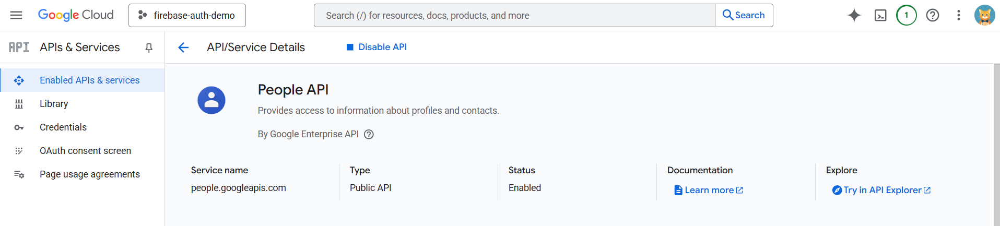 Google Cloud
firebase-auth-demo
Search (/) for resources, docs, products, and more
Search
1
API
APIs & Services
API/Service Details
Disable API
Enabled APIs & services
Library
Credentials
OAuth consent screen
Page usage agreements
People API
Provides access to information about profiles and contacts.
By Google Enterprise API
Service name
people.googleapis.com
Type
Public API
Status
Enabled
Documentation
Learn more
Explore
Try in API Explorer